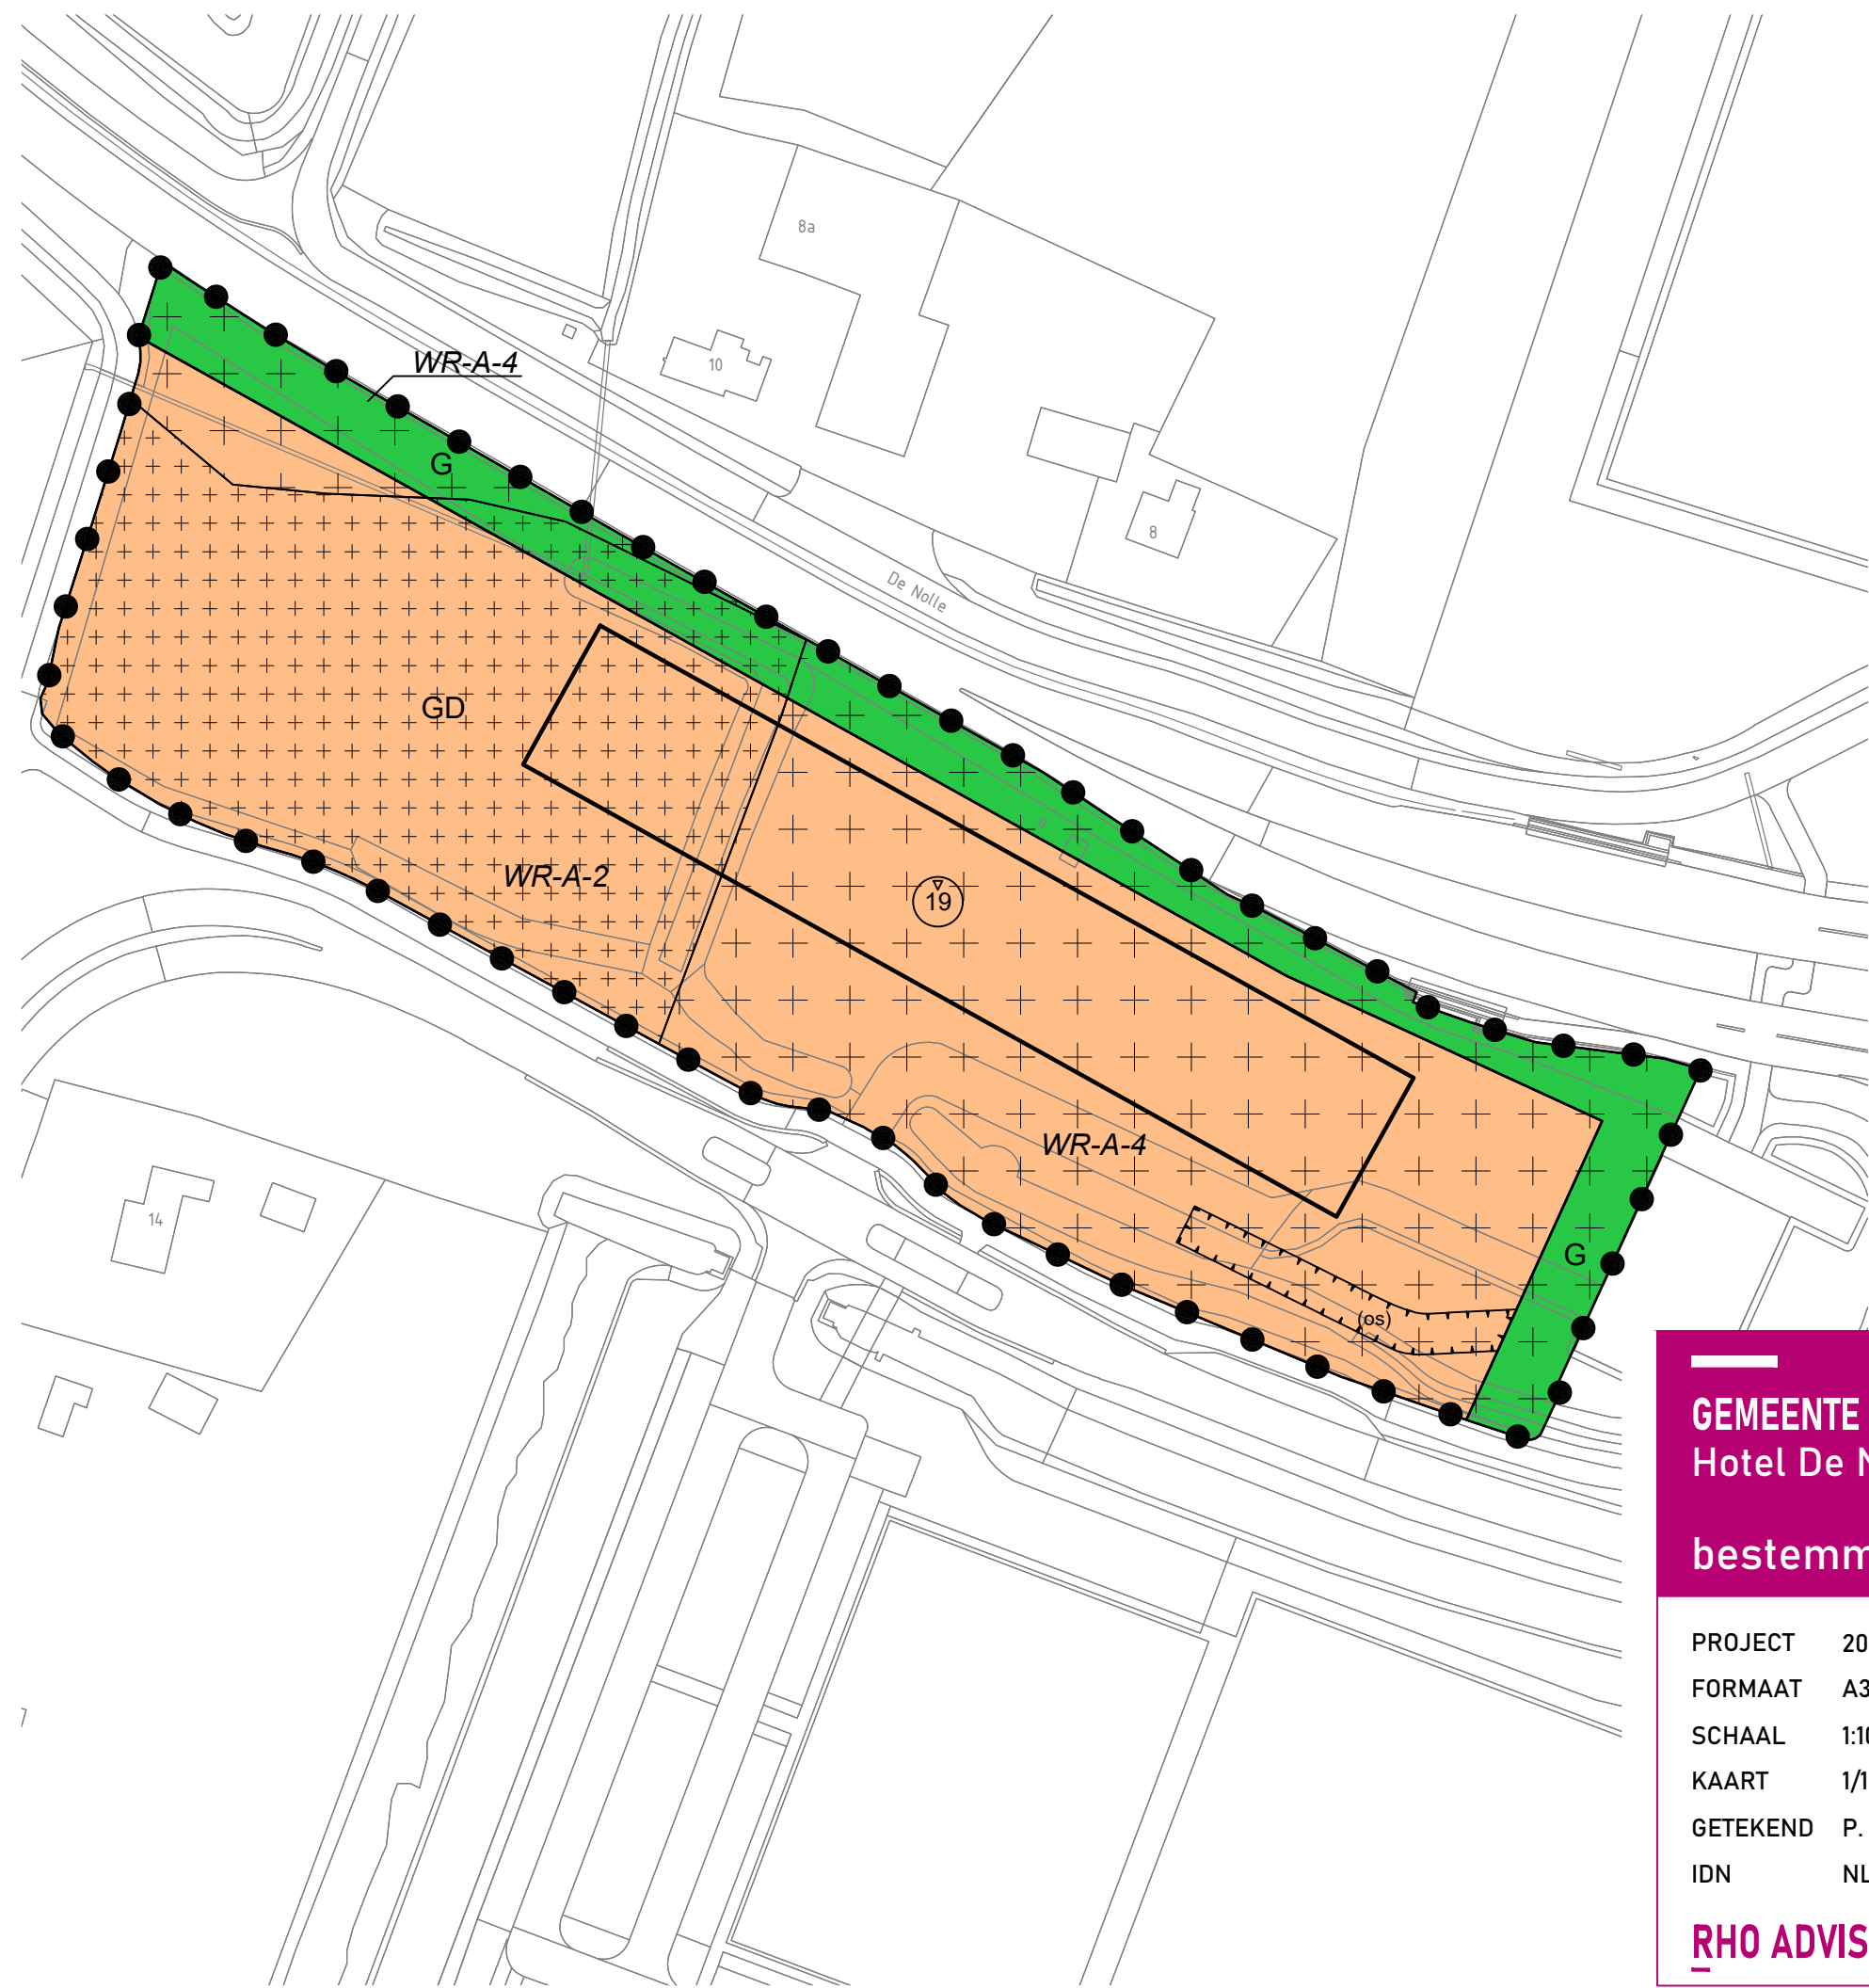 8a
10
WR-A-4
G
8
De Nolle
GD
WR-A-2
19
WR-A-4
14
G
(os)
GEMEENTE
Hotel De N
bestemm
PROJECT 20
FORMAAT A3
SCHAAL 1:10
KAART 1/1
GETEKEND P.
IDN NL
RHO ADVIS